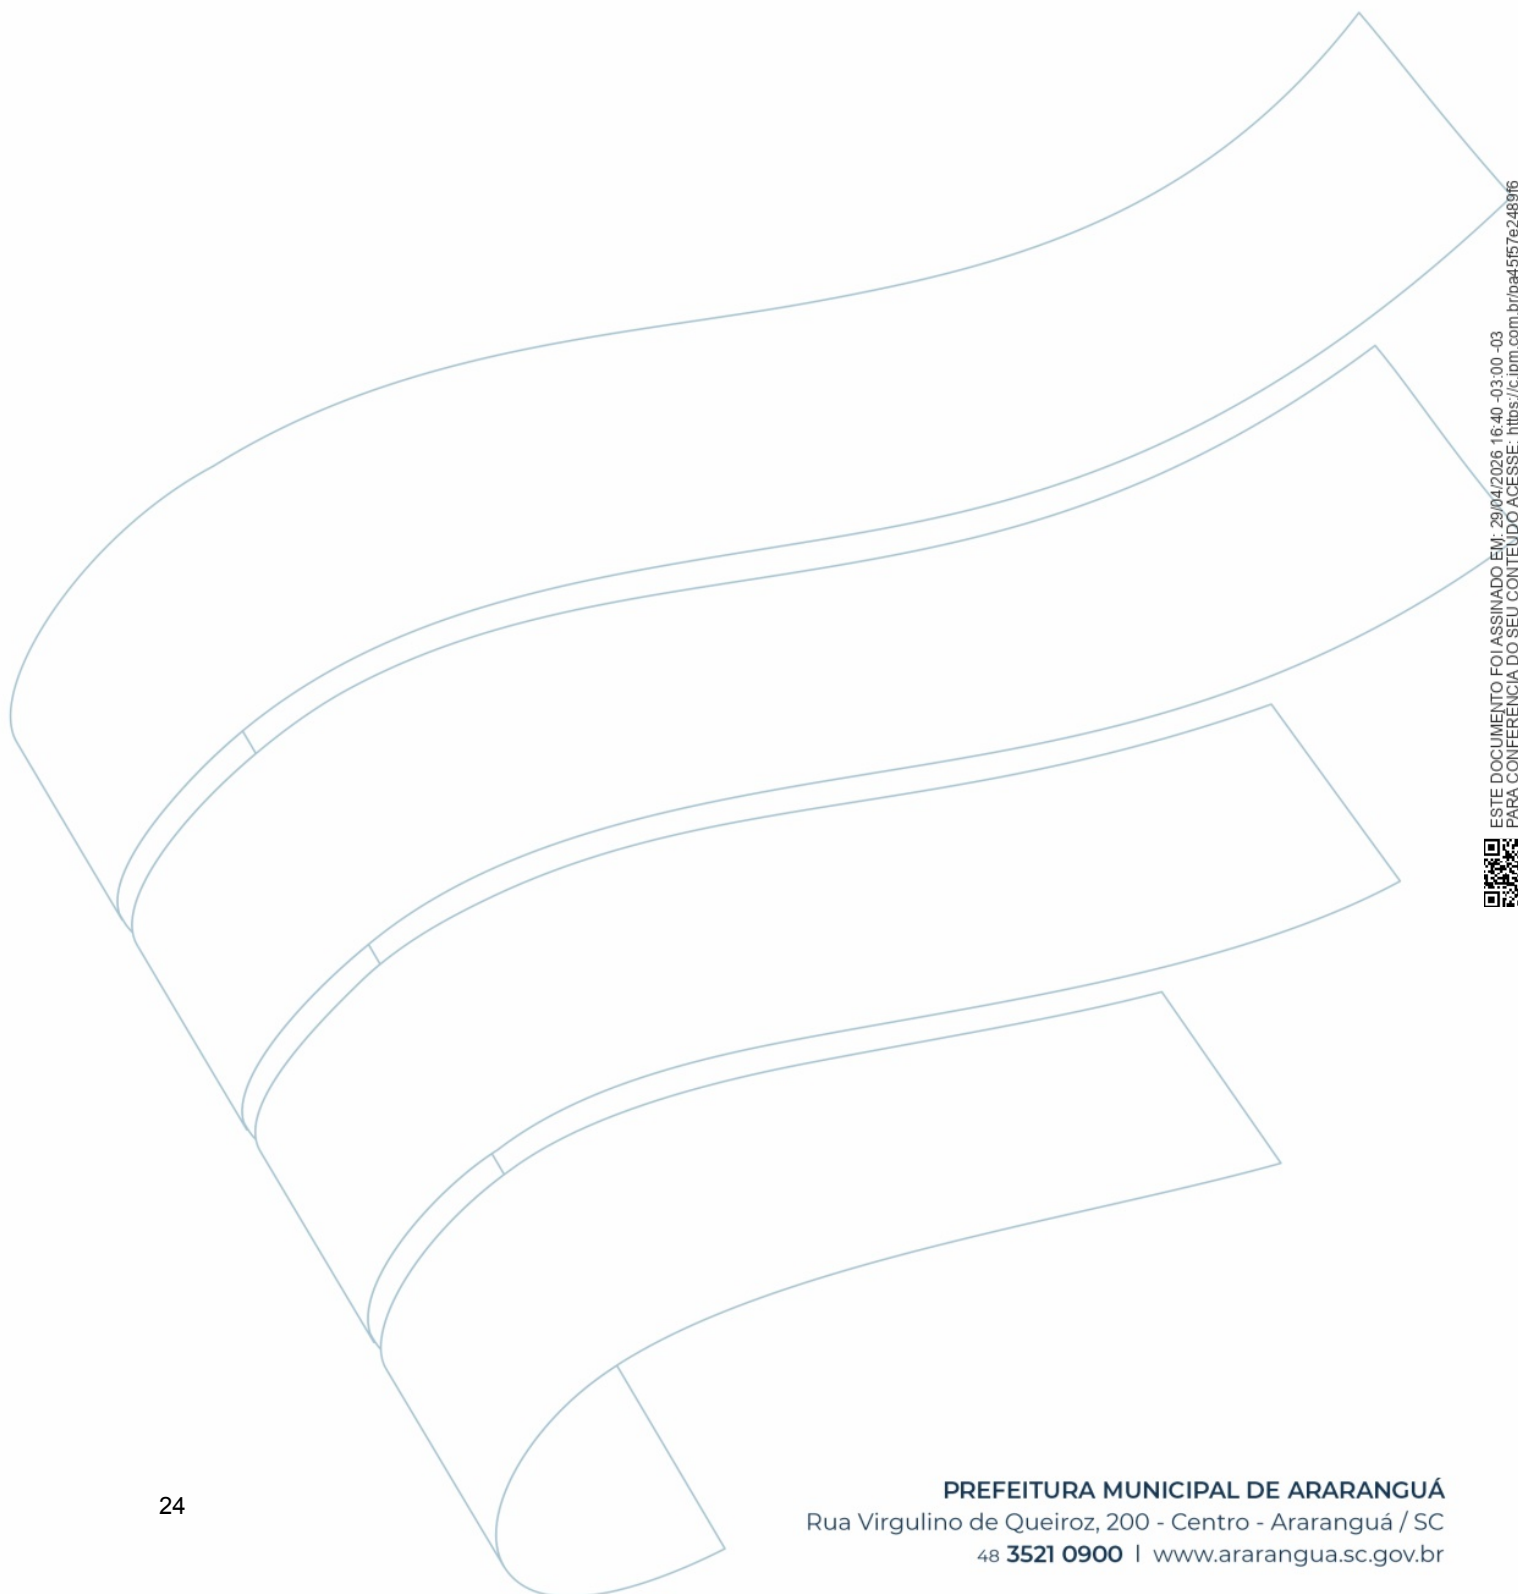 ESTE DOCUMENTO FOI ASSINADO EM: 29/04/2026 16:40 -03:00 -03
PARA CONFERÊNCIA DO SEU CONTEÚDO ACESSE: https://c.ipm.com.br/pa45f57e2489f6
24
PREFEITURA MUNICIPAL DE ARARANGUÁ
Rua Virgulino de Queiroz, 200 - Centro - Araranguá / SC
48 3521 0900 | www.ararangua.sc.gov.br